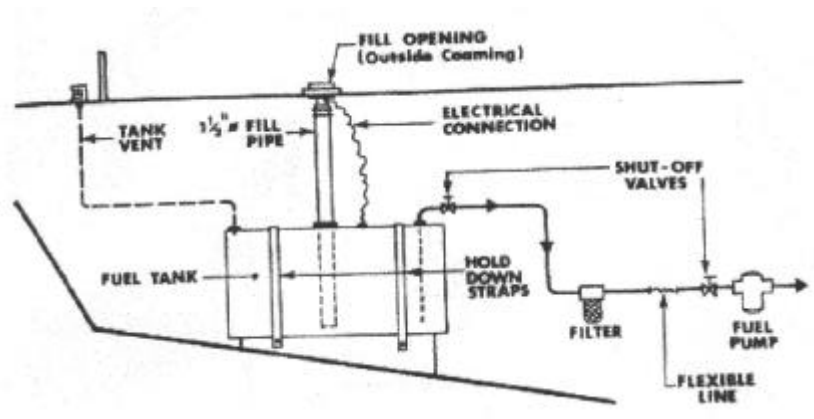 FILL OPENING
(Outside Coaming)
TANK
VENT
1½"ø FILL
PIPE
ELECTRICAL
CONNECTION
SHUT-OFF
VALVES
FUEL TANK
HOLD
DOWN
STRAPS
FILTER
FUEL
PUMP
FLEXIBLE
LINE